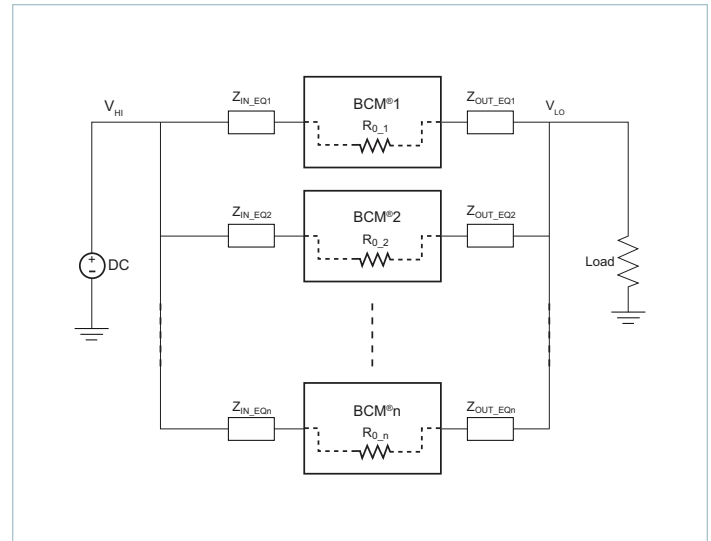 Z_IN_EQ1
BCM®1
Z_OUT_EQ1
V_HI
R_0_1
V_LO
Z_IN_EQ2
BCM®2
Z_OUT_EQ2
R_0_2
+
-
DC
Load
Z_IN_EQn
BCM®n
Z_OUT_EQn
R_0_n